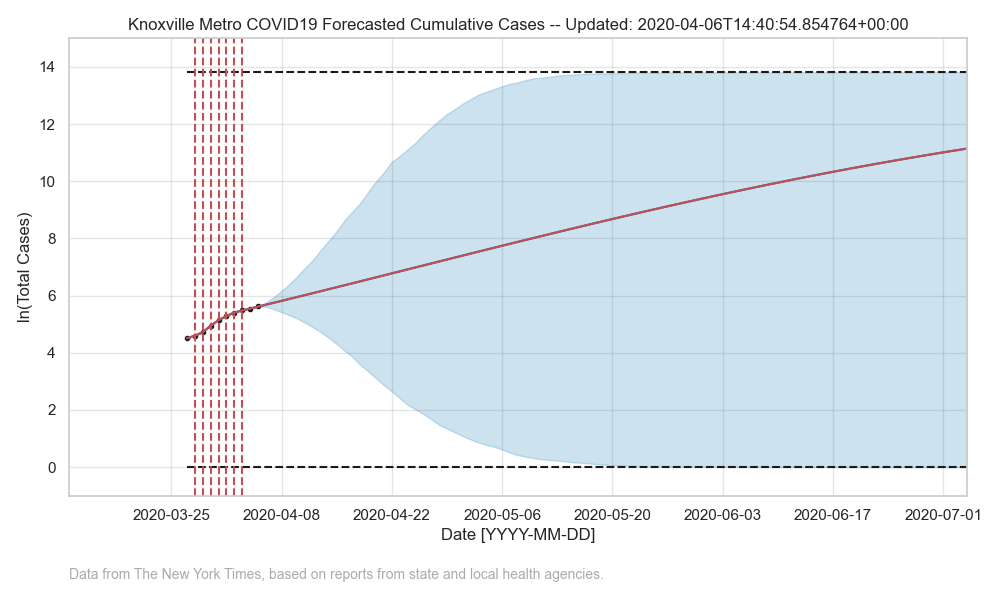 Knoxville Metro COVID19 Forecasted Cumulative Cases -- Updated: 2020-04-06T14:40:54.854764+00:00
14
12
10
8
6
4
2
0
ln(Total Cases)
2020-03-25 2020-04-08 2020-04-22 2020-05-06 2020-05-20 2020-06-03 2020-06-17 2020-07-01
Date [YYYY-MM-DD]
Data from The New York Times, based on reports from state and local health agencies.